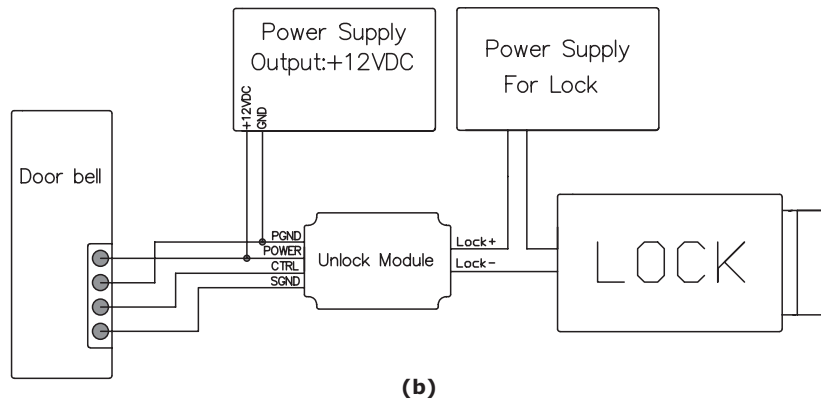 Power Supply
Output:+12VDC
+12VDC
GND
Power Supply
For Lock
Door bell
PGND
POWER
CTRL
SGND
Unlock Module
Lock+
Lock-
LOCK
(b)